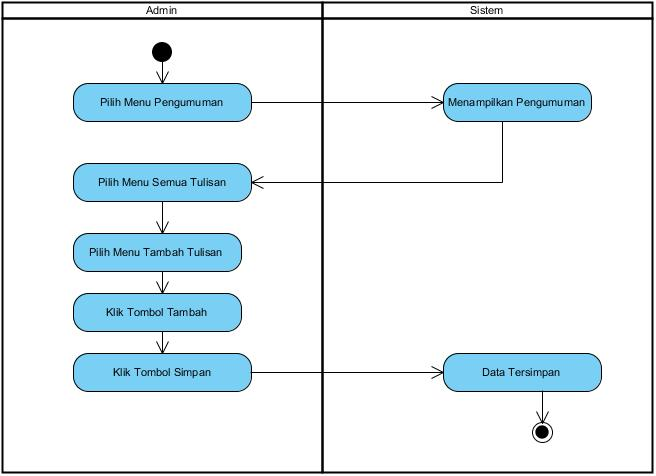 Admin
Sistem
Pilih Menu Pengumuman
Menampilkan Pengumuman
Pilih Menu Semua Tulisan
Pilih Menu Tambah Tulisan
Klik Tombol Tambah
Klik Tombol Simpan
Data Tersimpan